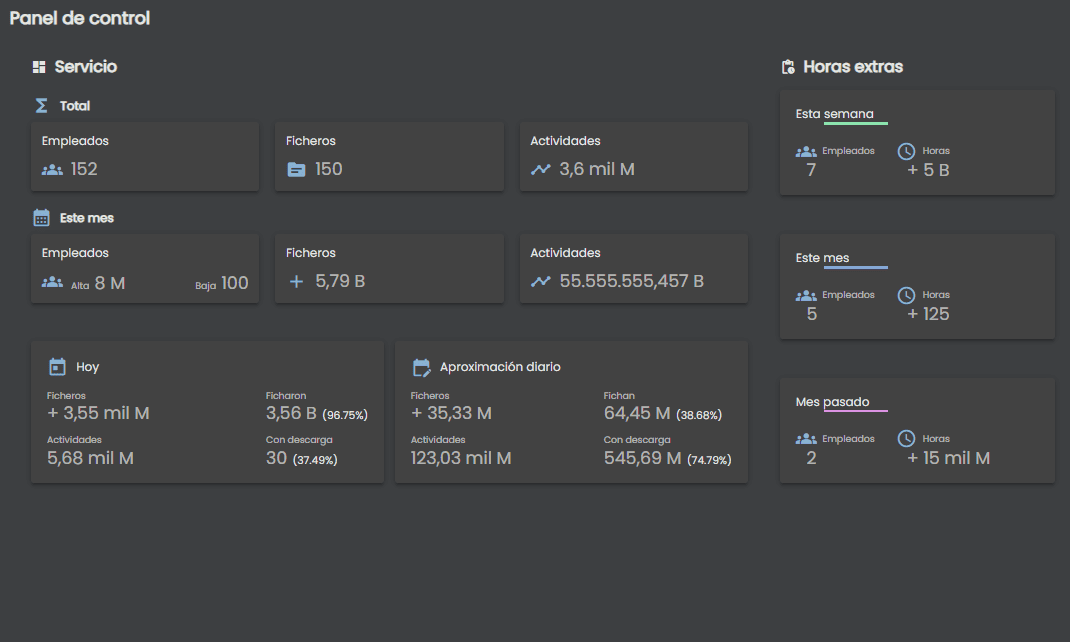 Panel de control
Servicio
Total
Empleados
152
Ficheros
150
Actividades
3,6 mil M
Este mes
Empleados
Alta 8 M Baja 100
Ficheros
5,79 B
Actividades
55.555.555,457 B
Hoy
Ficheros Ficharon
+ 3,55 mil M 3,56 B (96.75%)
Actividades Con descarga
5,68 mil M 30 (37.49%)
Aproximación diario
Ficheros Fichan
+ 35,33 M 64,45 M (38.68%)
Actividades Con descarga
123,03 mil M 545,69 M (74.79%)
Horas extras
Esta semana
Empleados Horas
7 + 5 B
Este mes
Empleados Horas
5 + 125
Mes pasado
Empleados Horas
2 + 15 mil M